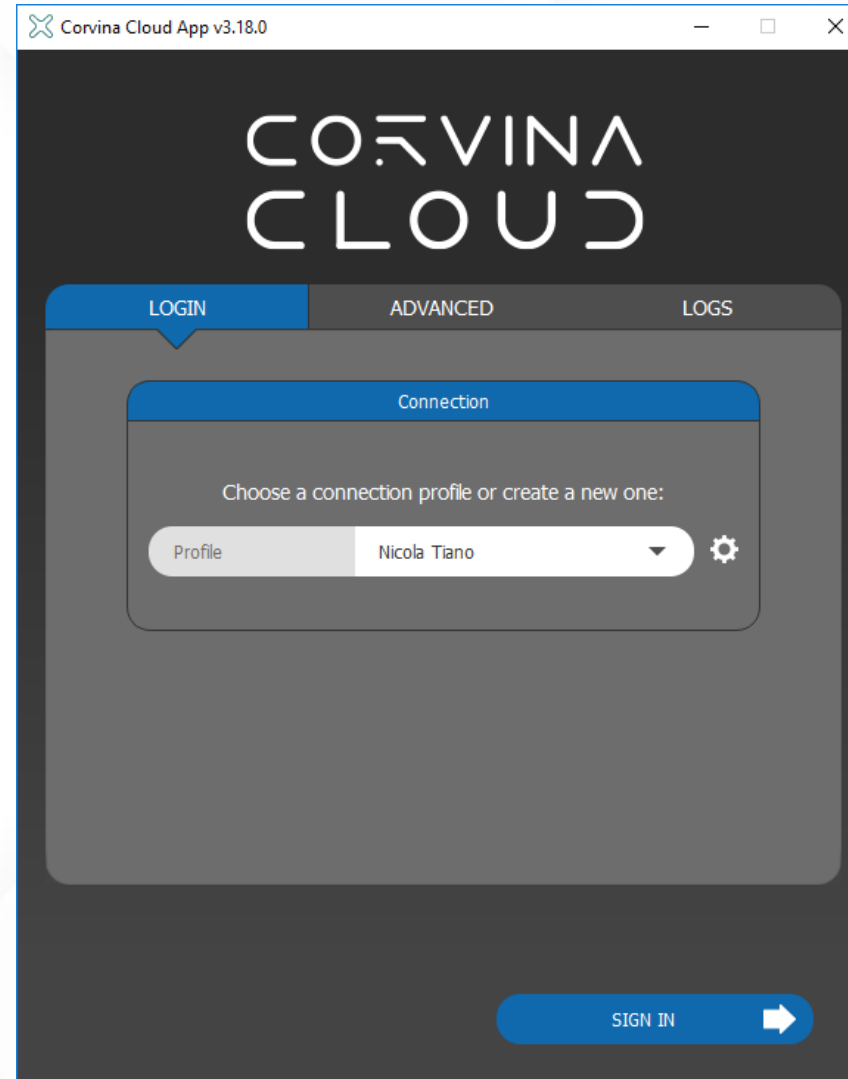 Corvina Cloud App v3.18.0
CORVINA
CLOUD
LOGIN
ADVANCED
LOGS
Connection
Choose a connection profile or create a new one:
Profile
Nicola Tiano
SIGN IN